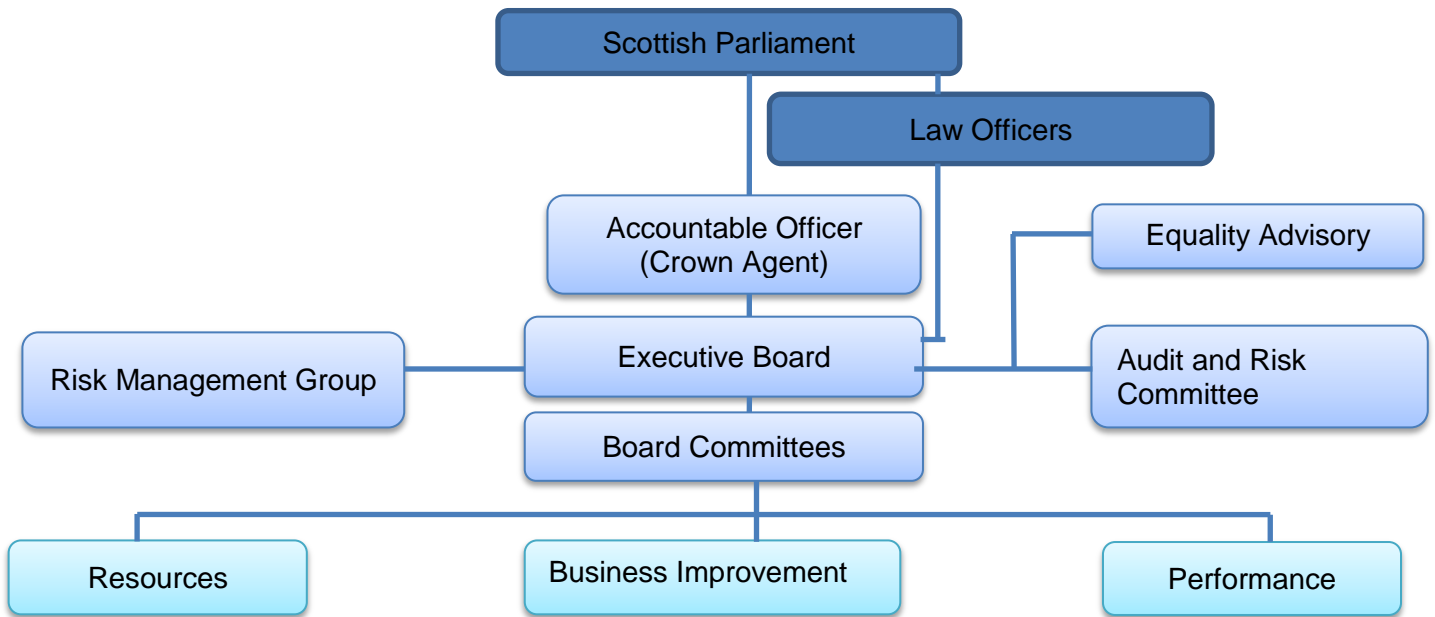 Scottish Parliament
Law Officers
Accountable Officer
(Crown Agent)
Equality Advisory
Executive Board
Risk Management Group
Audit and Risk
Committee
Board Committees
Resources
Business Improvement
Performance